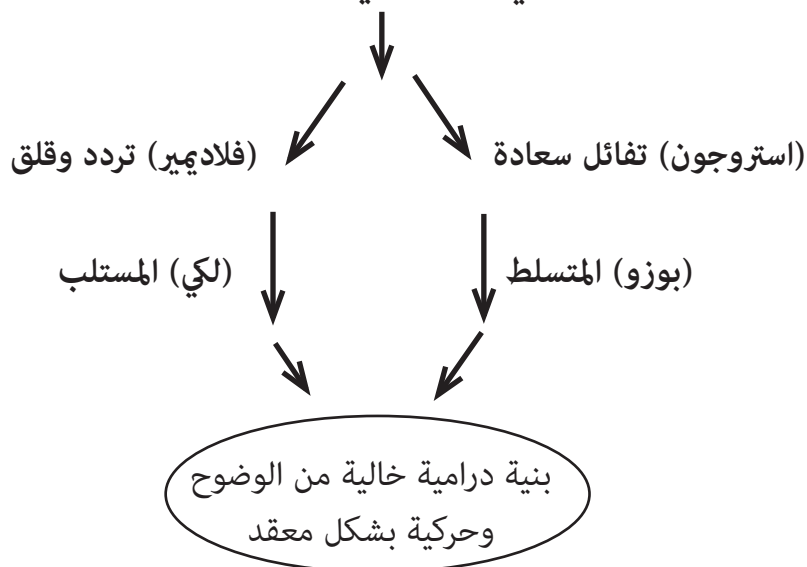 (استروجون) تفائل سعادة
(فلاديمير) تردد وقلق
(بوزو) المتسلط
(لكي) المستلب
بنية درامية خالية من الوضوح
وحركية بشكل معقد